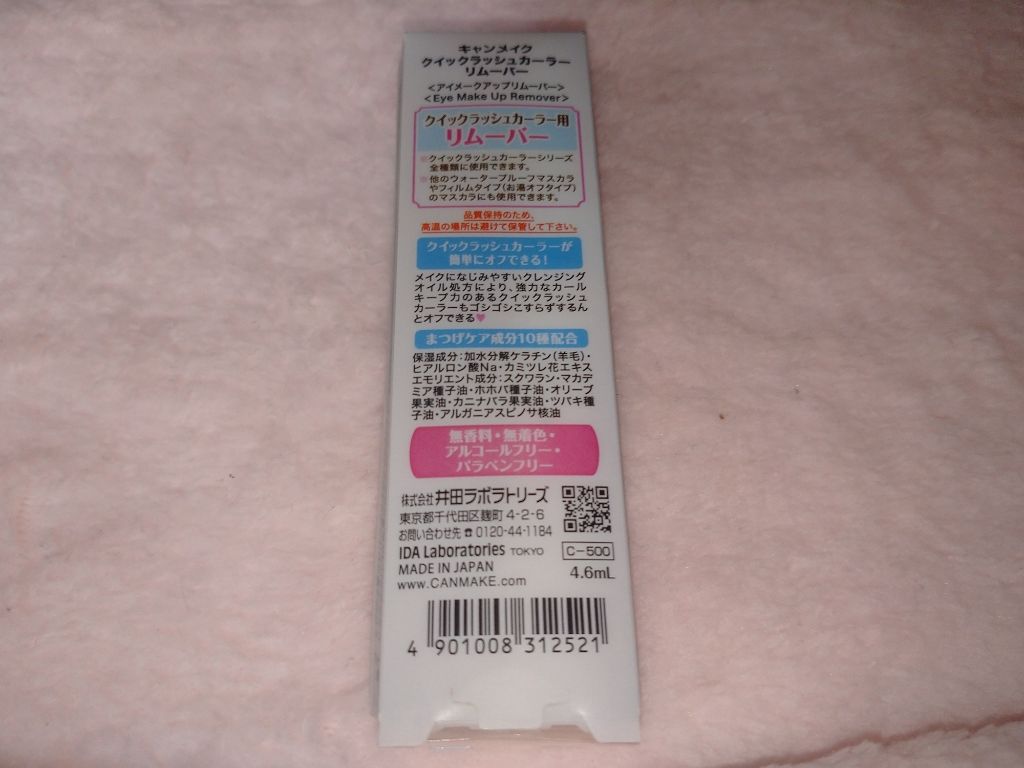 キャンメイク
クイックラッシュカーラー
リムーバー
<アイメークアップリムーバー>
<Eye Make Up Remover>
クイックラッシュカーラー用
リムーバー
クイックラッシュカーラーシリーズ
全種類に使用できます。
他のウォータープルーフマスカラ
やフィルムタイプ(お湯オフタイプ)
のマスカラにも使用できます。
品質保持のため、
高温の場所は避けて保管して下さい。
クイックラッシュカーラーが
簡単にオフできる!
メイクになじみやすいクレンジング
オイル処方により、強力なカール
キープ力のあるクイックラッシュ
カーラーもゴシゴシこすらずするん
とオフできる♥
まつげケア成分10種配合
保湿成分:加水分解ケラチン(羊毛)・
ヒアルロン酸Na・カミツレ花エキス
エモリエント成分:スクワラン・マカデ
ミア種子油・ホホバ種子油・オリーブ
果実油・カニナバラ果実油・ツバキ種
子油・アルガニアスピノサ核油
無香料・無着色・
アルコールフリー・
パラベンフリー
株式会社 井田ラボラトリーズ
東京都千代田区麹町4-2-6
お問い合わせ先 ☎0120-44-1184
IDA Laboratories TOKYO
C-500
MADE IN JAPAN
4.6mL
www.CANMAKE.com
4 901008 312521